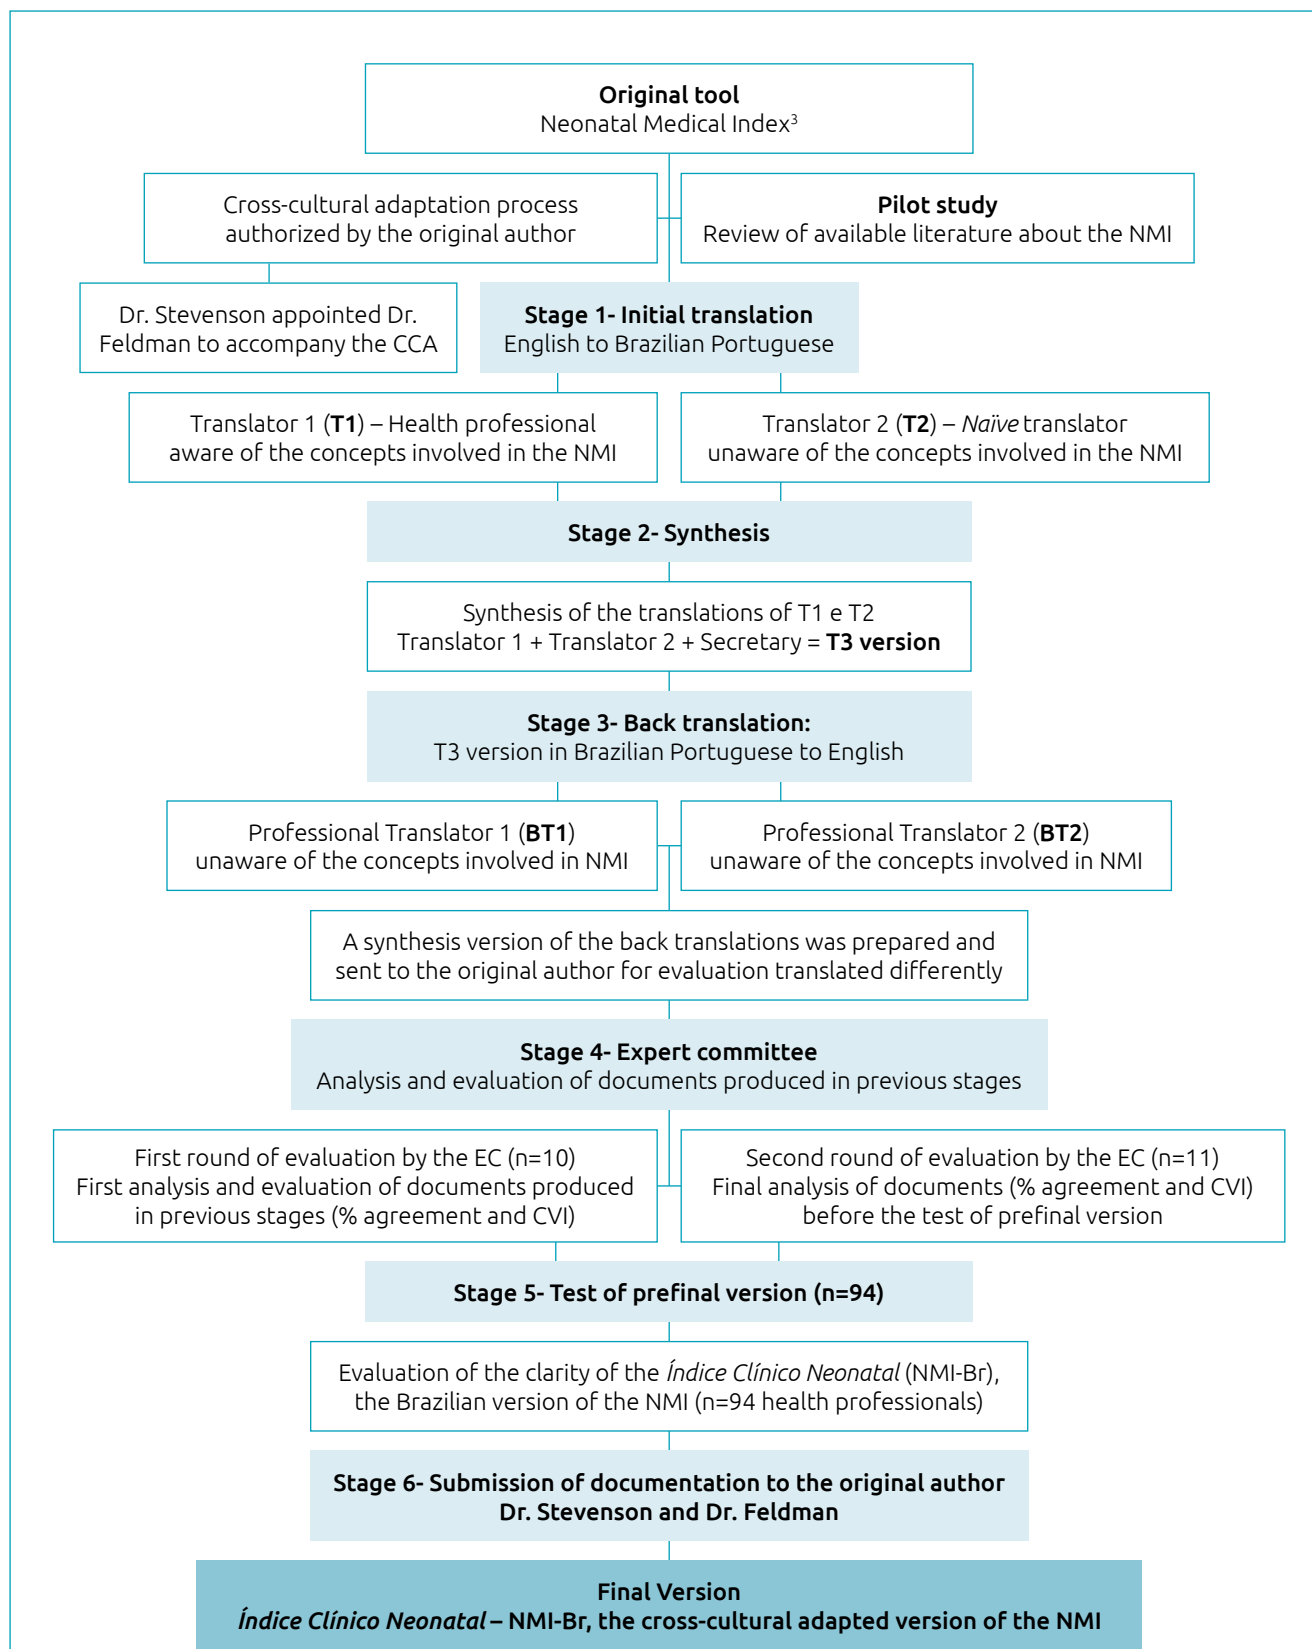 Original tool
Neonatal Medical Index³
Cross-cultural adaptation process
authorized by the original author
Pilot study
Review of available literature about the NMI
Dr. Stevenson appointed Dr.
Feldman to accompany the CCA
Stage 1- Initial translation
English to Brazilian Portuguese
Translator 1 (T1) – Health professional
aware of the concepts involved in the NMI
Translator 2 (T2) – Naïve translator
unaware of the concepts involved in the NMI
Stage 2- Synthesis
Synthesis of the translations of T1 e T2
Translator 1 + Translator 2 + Secretary = T3 version
Stage 3- Back translation:
T3 version in Brazilian Portuguese to English
Professional Translator 1 (BT1)
unaware of the concepts involved in NMI
Professional Translator 2 (BT2)
unaware of the concepts involved in NMI
A synthesis version of the back translations was prepared and
sent to the original author for evaluation translated differently
Stage 4- Expert committee
Analysis and evaluation of documents produced in previous stages
First round of evaluation by the EC (n=10)
First analysis and evaluation of documents produced
in previous stages (% agreement and CVI)
Second round of evaluation by the EC (n=11)
Final analysis of documents (% agreement and CVI)
before the test of prefinal version
Stage 5- Test of prefinal version (n=94)
Evaluation of the clarity of the Índice Clínico Neonatal (NMI-Br),
the Brazilian version of the NMI (n=94 health professionals)
Stage 6- Submission of documentation to the original author
Dr. Stevenson and Dr. Feldman
Final Version
Índice Clínico Neonatal – NMI-Br, the cross-cultural adapted version of the NMI